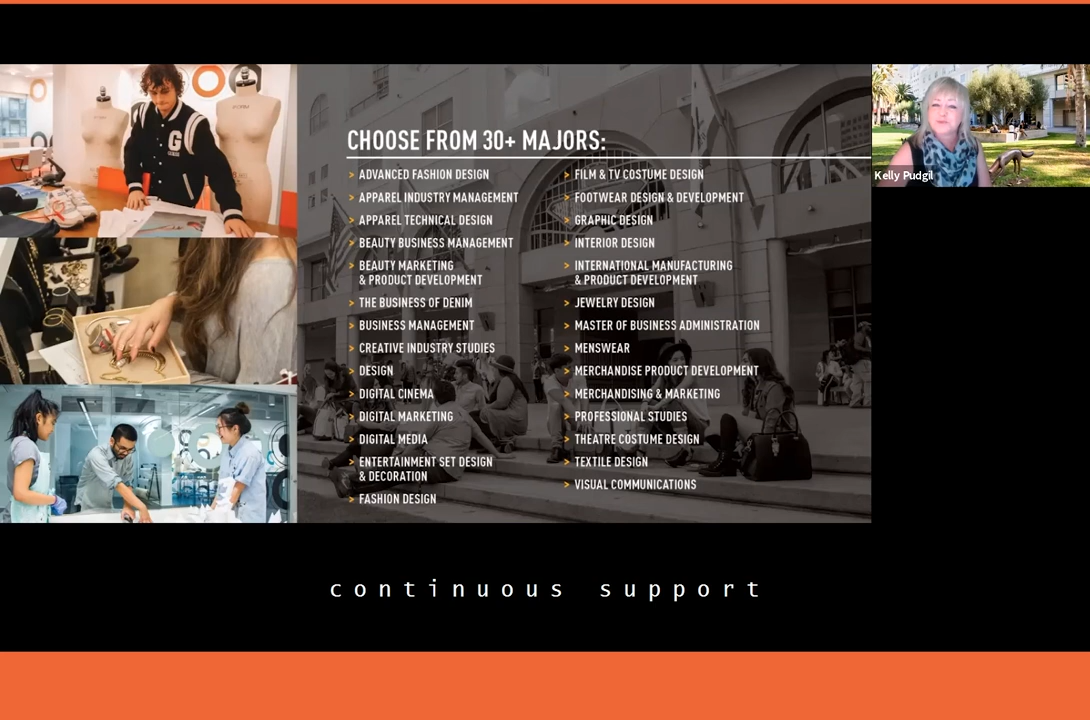 CHOOSE FROM 30+ MAJORS:
> ADVANCED FASHION DESIGN
> APPAREL INDUSTRY MANAGEMENT
> APPAREL TECHNICAL DESIGN
> BEAUTY BUSINESS MANAGEMENT
> BEAUTY MARKETING
& PRODUCT DEVELOPMENT
> THE BUSINESS OF DENIM
> BUSINESS MANAGEMENT
> CREATIVE INDUSTRY STUDIES
> DESIGN
> DIGITAL CINEMA
> DIGITAL MARKETING
> DIGITAL MEDIA
> ENTERTAINMENT SET DESIGN
& DECORATION
> FASHION DESIGN
> FILM & TV COSTUME DESIGN
> FOOTWEAR DESIGN & DEVELOPMENT
> GRAPHIC DESIGN
> INTERIOR DESIGN
> INTERNATIONAL MANUFACTURING
& PRODUCT DEVELOPMENT
> JEWELRY DESIGN
> MASTER OF BUSINESS ADMINISTRATION
> MENSWEAR
> MERCHANDISE PRODUCT DEVELOPMENT
> MERCHANDISING & MARKETING
> PROFESSIONAL STUDIES
> THEATRE COSTUME DESIGN
> TEXTILE DESIGN
> VISUAL COMMUNICATIONS
G
Kelly Pudgil
continuous support